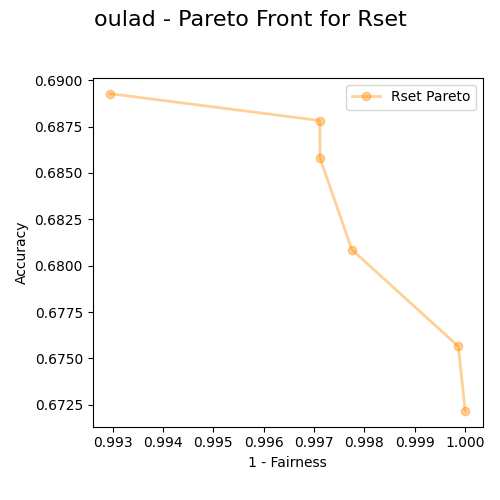 oulad - Pareto Front for Rset
Rset Pareto
Accuracy
0.6900
0.6875
0.6850
0.6825
0.6800
0.6775
0.6750
0.6725
0.993 0.994 0.995 0.996 0.997 0.998 0.999 1.000
1 - Fairness